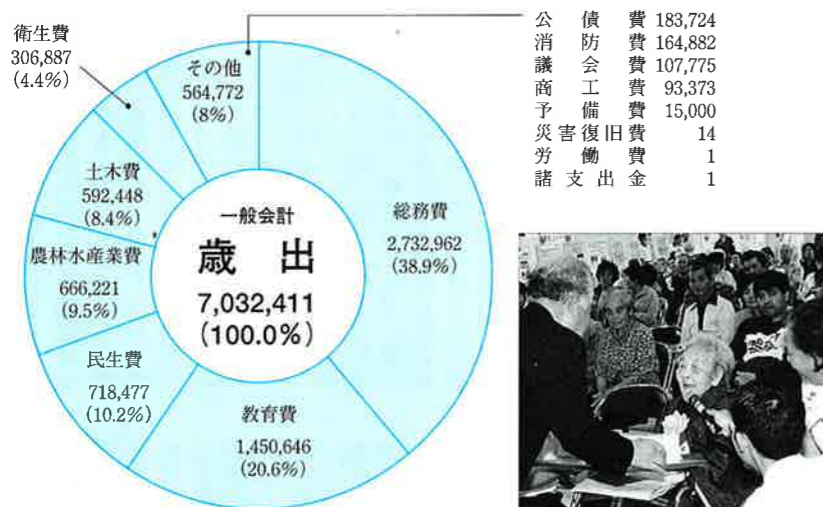 公債費 183,724
消防費 164,882
議会費 107,775
商工費 93,373
予備費 15,000
災害復旧費 14
労働費 1
諸支出金 1
衛生費
306,887
(4.4%)
その他
564,772
(8%)
土木費
592,448
(8.4%)
農林水産業費
666,221
(9.5%)
民生費
718,477
(10.2%)
教育費
1,450,646
(20.6%)
総務費
2,732,962
(38.9%)
一般会計
歳出
7,032,411
(100.0%)